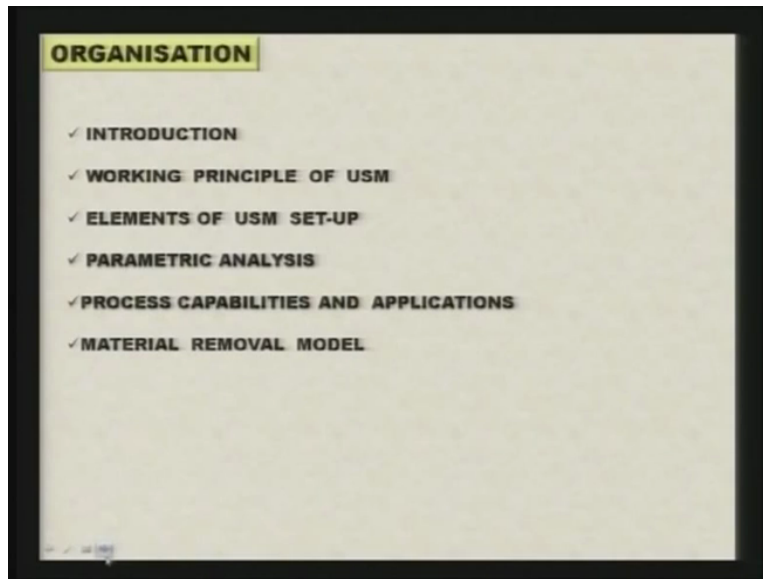 ORGANISATION
✓ INTRODUCTION
✓ WORKING PRINCIPLE OF USM
✓ ELEMENTS OF USM SET-UP
✓ PARAMETRIC ANALYSIS
✓PROCESS CAPABILITIES AND APPLICATIONS
✓MATERIAL REMOVAL MODEL